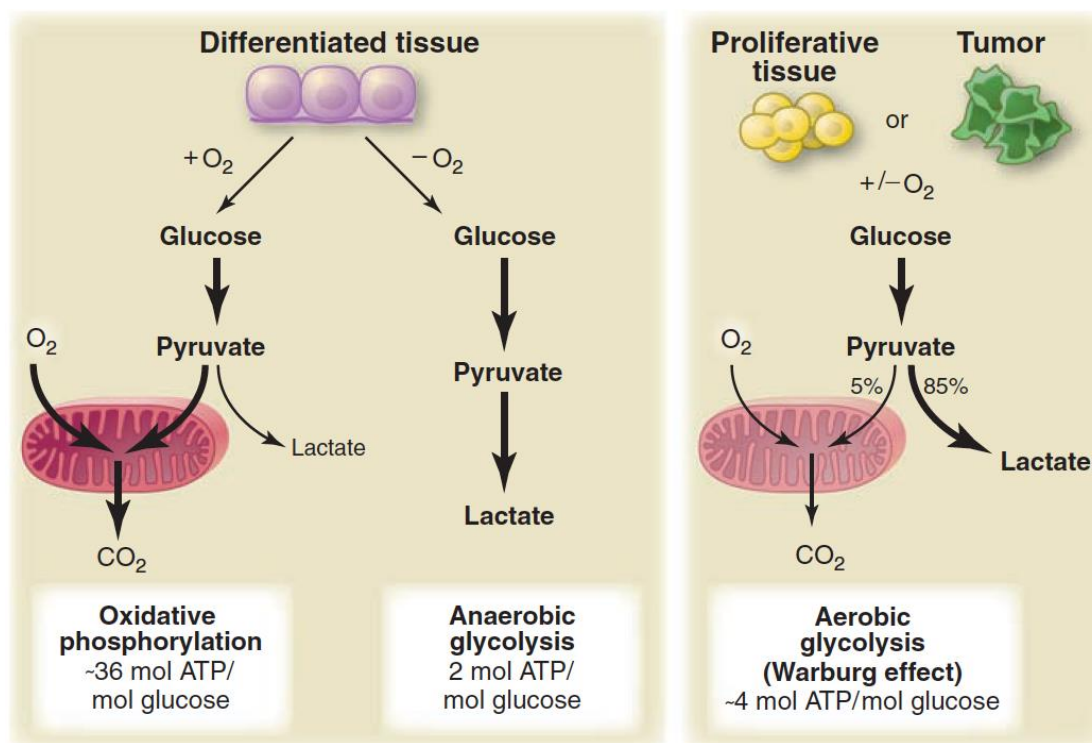 Differentiated tissue
+O₂
−O₂
Glucose
Glucose
O₂
Pyruvate
Pyruvate
Lactate
Lactate
CO₂
Oxidative
phosphorylation
~36 mol ATP/
mol glucose
Anaerobic
glycolysis
2 mol ATP/
mol glucose
Proliferative
tissue
or
Tumor
+/−O₂
Glucose
O₂
Pyruvate
5%
85%
Lactate
CO₂
Aerobic
glycolysis
(Warburg effect)
~4 mol ATP/mol glucose